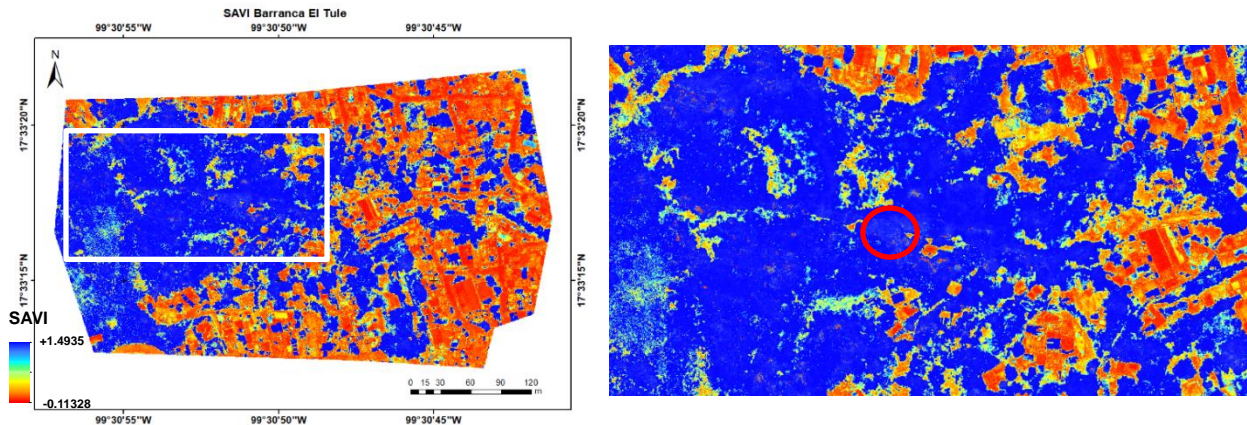 SAVI Barranca El Tule
99°30'55"W 99°30'50"W 99°30'45"W
N
17°33'20"N 17°33'20"N
17°33'15"N 17°33'15"N
SAVI
+1.4935
-0.11328
0 15 30 60 90 120
m
99°30'55"W 99°30'50"W 99°30'45"W